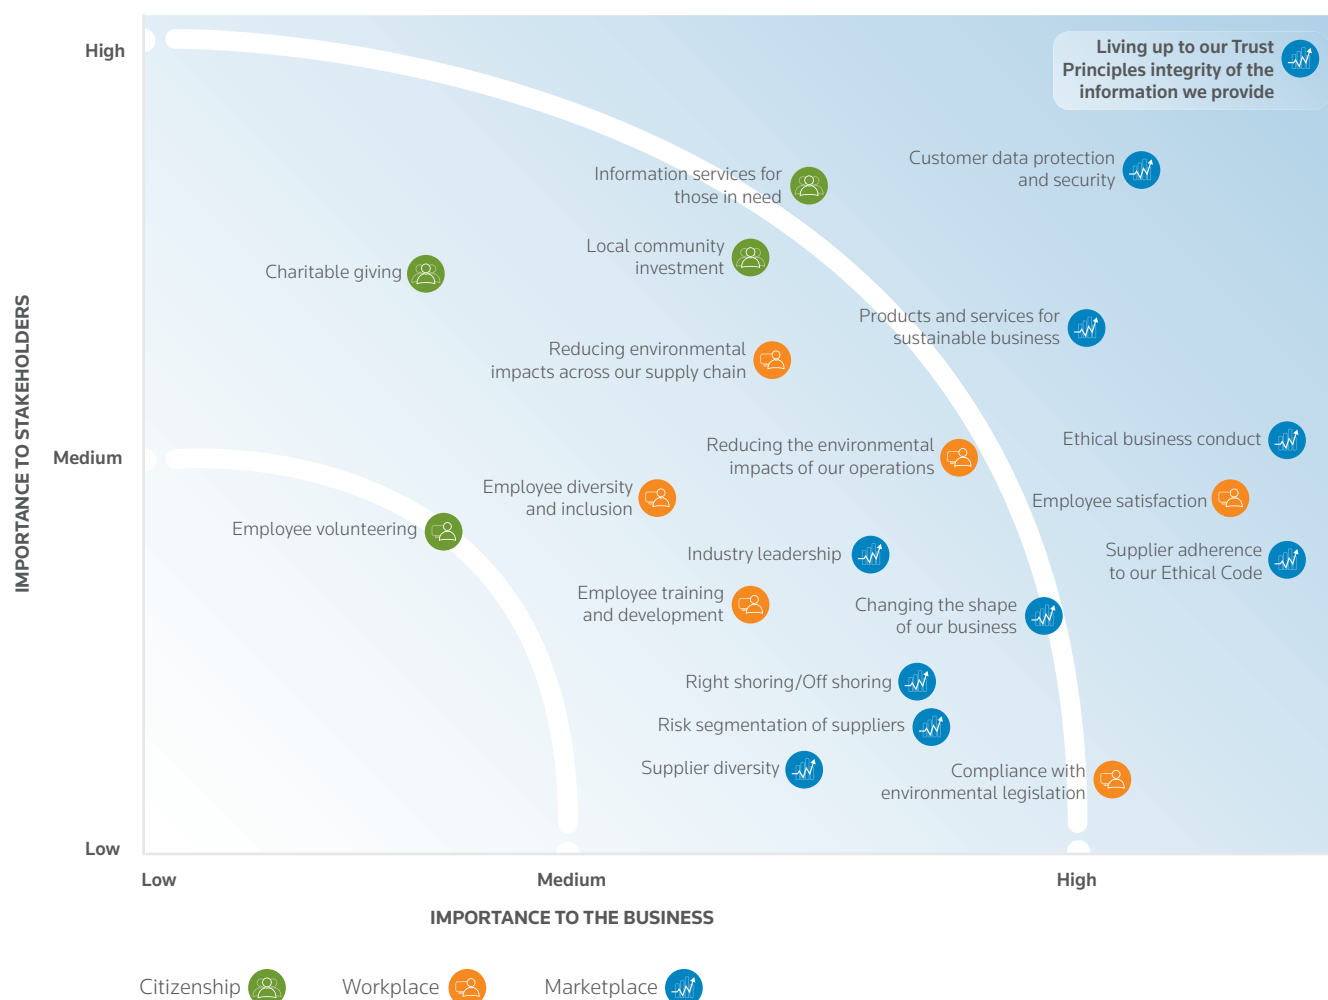 High
Living up to our Trust
Principles integrity of the
information we provide
Customer data protection
and security
Information services for
those in need
Local community
investment
Charitable giving
Products and services for
sustainable business
Reducing environmental
impacts across our supply chain
IMPORTANCE TO STAKEHOLDERS
Medium
Reducing the environmental
impacts of our operations
Ethical business conduct
Employee diversity
and inclusion
Employee satisfaction
Employee volunteering
Industry leadership
Supplier adherence
to our Ethical Code
Employee training
and development
Changing the shape
of our business
Right shoring/Off shoring
Risk segmentation of suppliers
Supplier diversity
Compliance with
environmental legislation
Low
Low
Medium
High
IMPORTANCE TO THE BUSINESS
Citizenship
Workplace
Marketplace